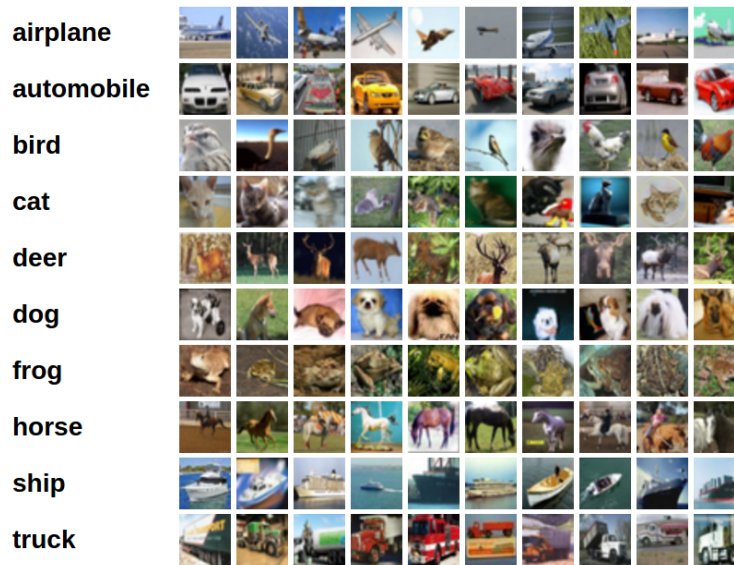 airplane
automobile
bird
cat
deer
dog
frog
horse
ship
truck